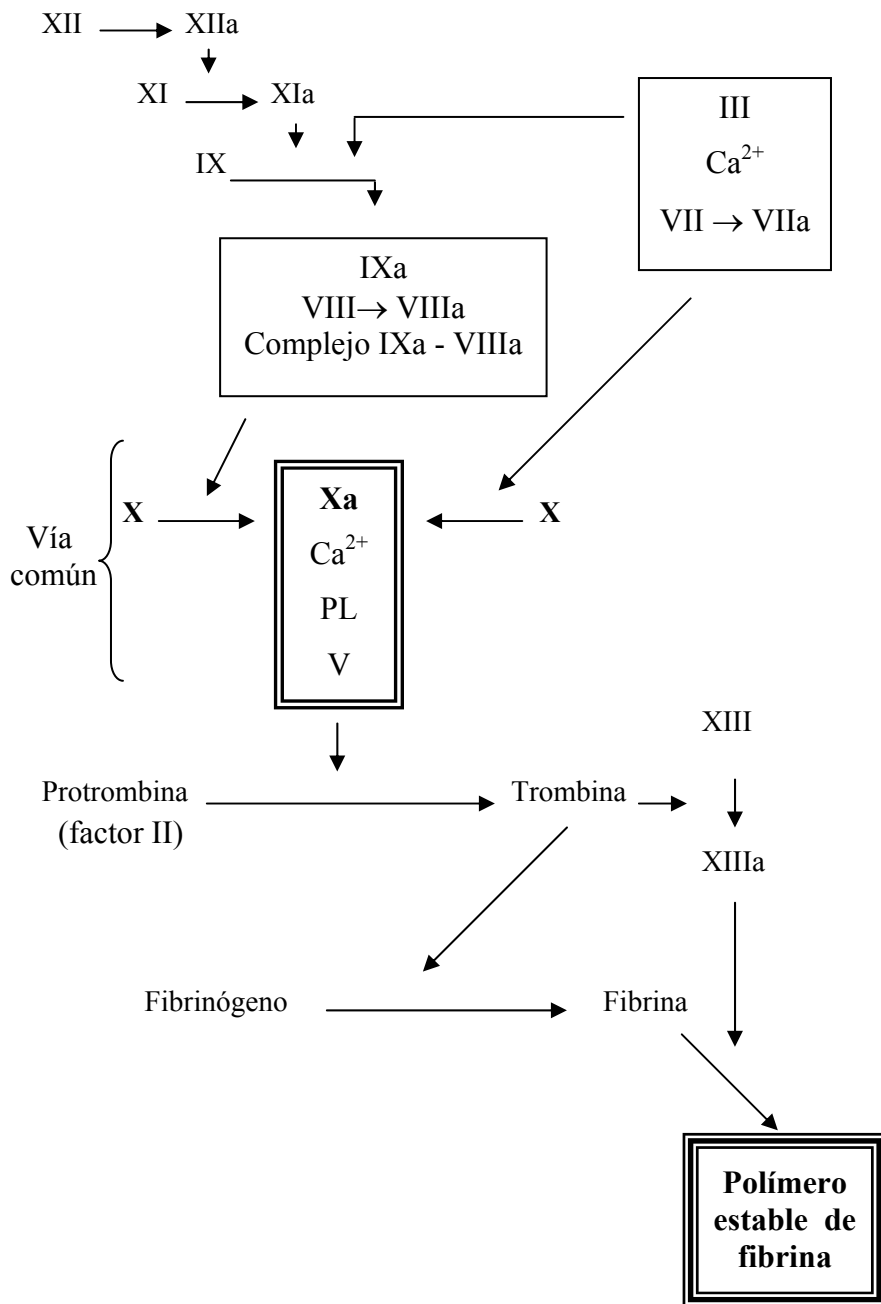 XII
XIIa
XI
XIa
IX
III
Ca²⁺
VII → VIIa
IXa
VIII→ VIIIa
Complejo IXa - VIIIa
Vía
común
X
Xa
Ca²⁺
PL
V
X
XIII
Protrombina
(factor II)
Trombina
XIIIa
Fibrinógeno
Fibrina
Polímero
estable de
fibrina